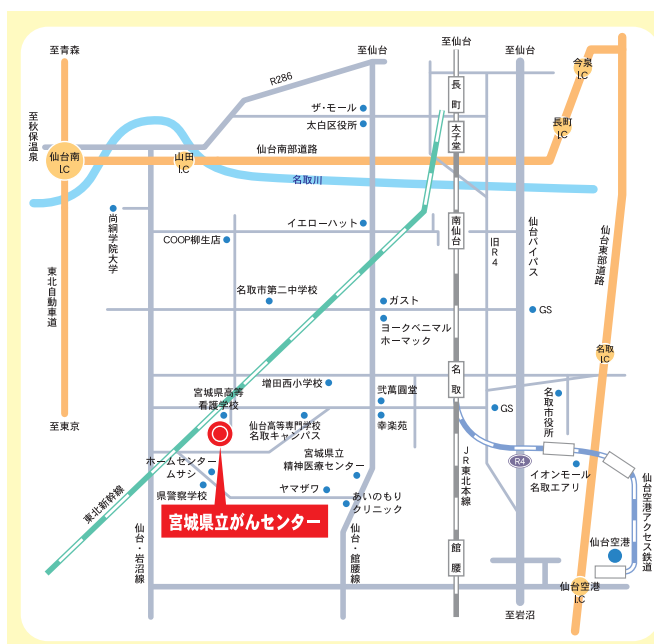 至青森
至仙台
至仙台
至仙台
今泉
I.C
R286
長町
至秋保温泉
ザ・モール
太白区役所
長町
I.C
太子堂
仙台南
I.C
山田
I.C
仙台南部道路
名取川
尚絅学院大学
COOP柳生店
イエローハット
南仙台
旧R4
仙台バイパス
仙台東部道路
東北自動車道
名取市第二中学校
ガスト
GS
ヨークベニマル
ホーマック
名取
I.C
増田西小学校
名取
宮城県高等
看護学校
弐萬圓堂
名取市役所
GS
至東京
仙台高等専門学校
名取キャンパス
幸楽苑
宮城県立
精神医療センター
ホームセンター
ムサシ
JR東北本線
R4
イオンモール
名取エアリ
県警察学校
ヤマザワ
あいのもり
クリニック
東北新幹線
宮城県立がんセンター
仙台・岩沼線
仙台・館腰線
館腰
仙台空港
仙台空港アクセス鉄道
仙台空港
I.C
至岩沼